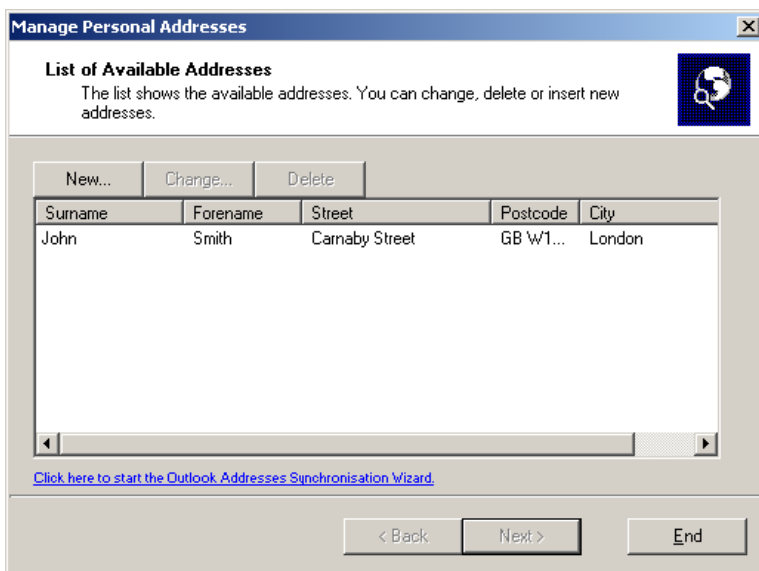 Manage Personal Addresses
List of Available Addresses
The list shows the available addresses. You can change, delete or insert new
addresses.
New... Change... Delete
Surname Forename Street Postcode City
John Smith Carnaby Street GB W1... London
Click here to start the Outlook Addresses Synchronisation Wizard.
< Back Next > End